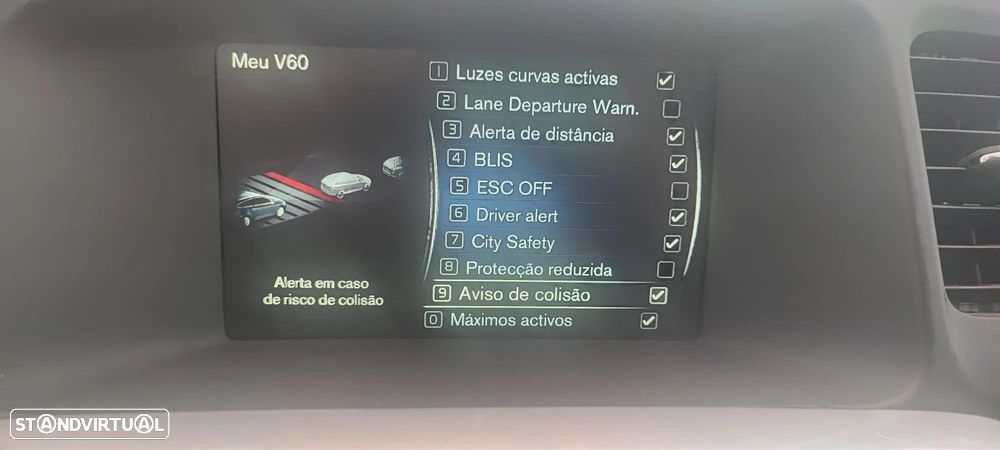 Meu V60
1 Luzes curvas activas
2 Lane Departure Warn.
3 Alerta de distância
4 BLIS
5 ESC OFF
6 Driver alert
7 City Safety
8 Protecção reduzida
9 Aviso de colisão
0 Máximos activos
Alerta em caso
de risco de colisão
STANDVIRTUAL